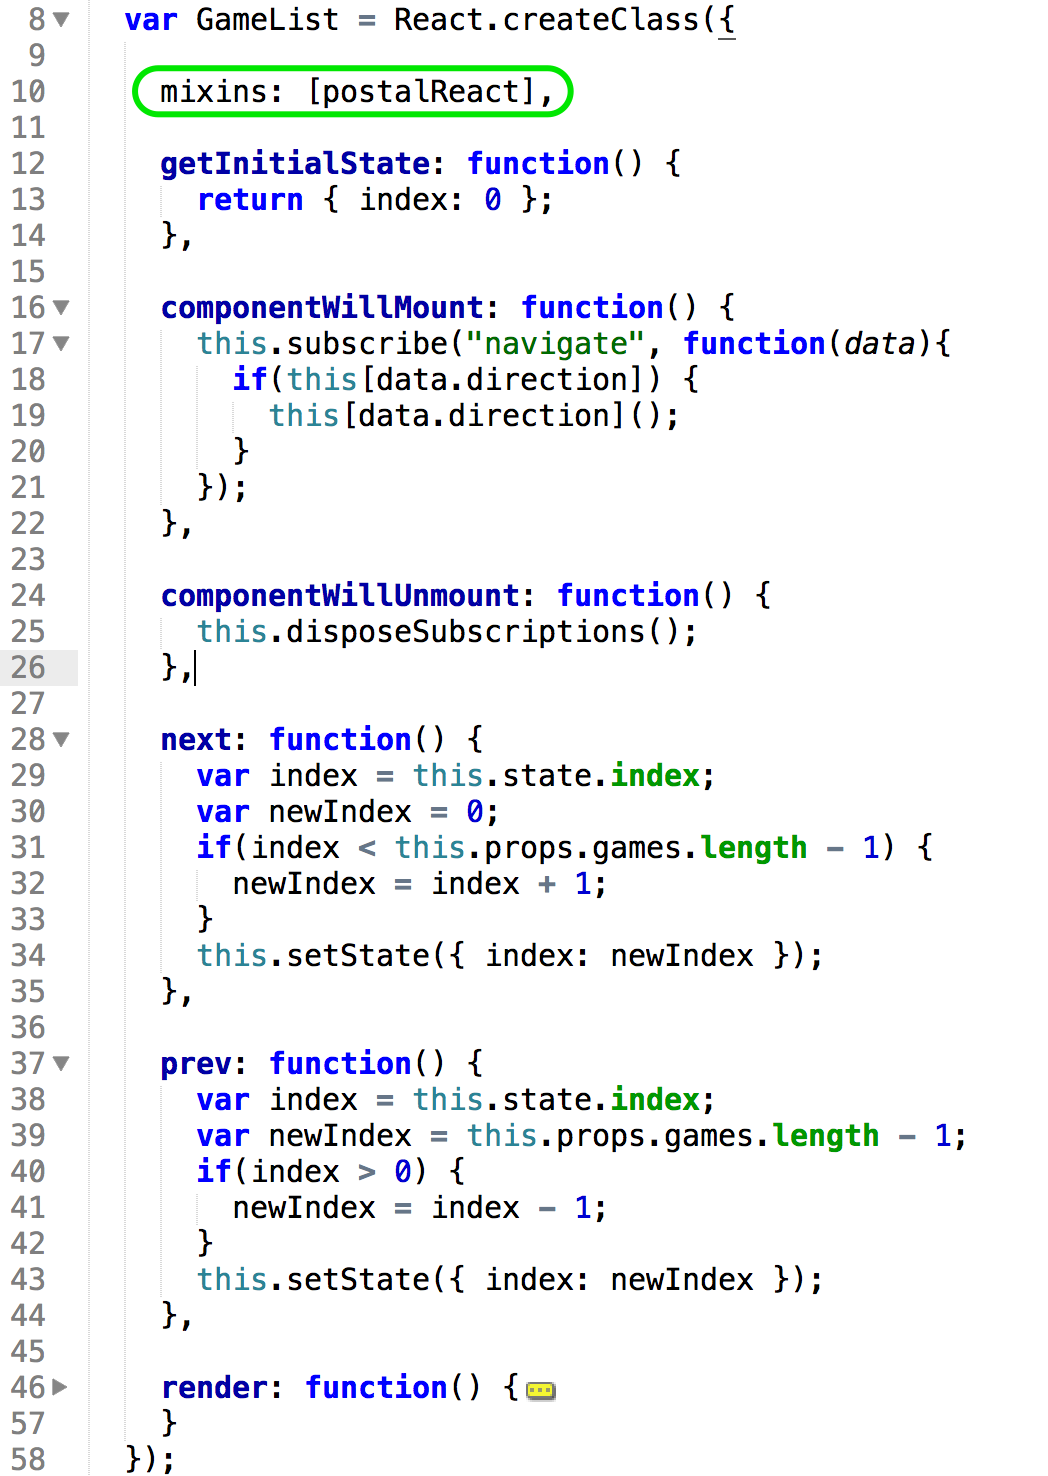 8 var GameList = React.createClass({
9
10 mixins: [postalReact],
11
12 getInitialState: function() {
13 return { index: 0 };
14 },
15
16 componentWillMount: function() {
17 this.subscribe("navigate", function(data){
18 if(this[data.direction]) {
19 this[data.direction]();
20 }
21 });
22 },
23
24 componentWillUnmount: function() {
25 this.disposeSubscriptions();
26 },
27
28 next: function() {
29 var index = this.state.index;
30 var newIndex = 0;
31 if(index < this.props.games.length - 1) {
32 newIndex = index + 1;
33 }
34 this.setState({ index: newIndex });
35 },
36
37 prev: function() {
38 var index = this.state.index;
39 var newIndex = this.props.games.length - 1;
40 if(index > 0) {
41 newIndex = index - 1;
42 }
43 this.setState({ index: newIndex });
44 },
45
46 render: function() {
57 }
58 });